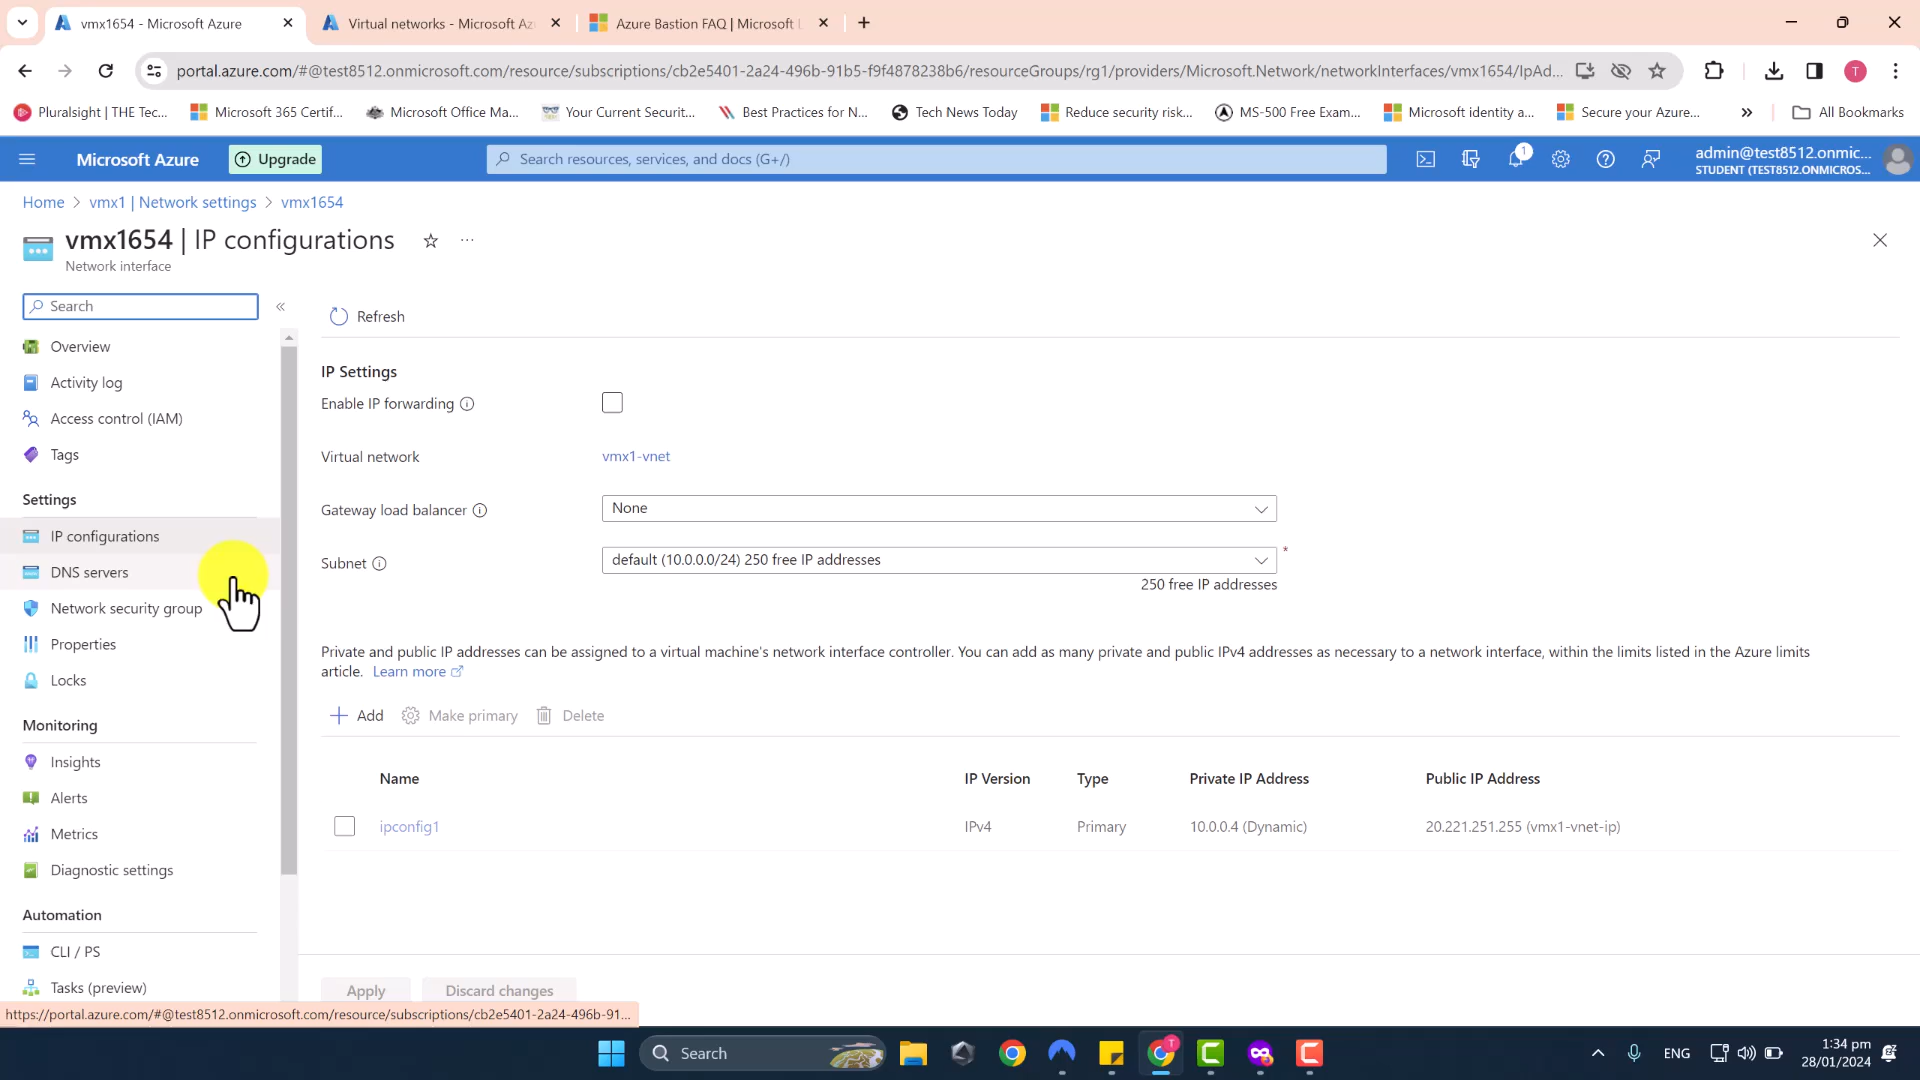 vmx1654 - Microsoft Azure
Virtual networks - Microsoft Az
Azure Bastion FAQ | Microsoft L
portal.azure.com/#@test8512.onmicrosoft.com/resource/subscriptions/cb2e5401-2a24-496b-91b5-f9f4878238b6/resourceGroups/rg1/providers/Microsoft.Network/networkInterfaces/vmx1654/IpAd...
T
Pluralsight | THE Tec...
Microsoft 365 Certif...
Microsoft Office Ma...
Your Current Securit...
Best Practices for N...
Tech News Today
Reduce security risk...
MS-500 Free Exam...
Microsoft identity a...
Secure your Azure...
»
All Bookmarks
Microsoft Azure
Upgrade
Search resources, services, and docs (G+/)
1
admin@test8512.onmic...
STUDENT (TEST8512.ONMICROS...
Home > vmx1 | Network settings > vmx1654
vmx1654 | IP configurations
Network interface
Search
«
Refresh
Overview
Activity log
Access control (IAM)
Tags
Settings
IP configurations
DNS servers
Network security group
Properties
Locks
Monitoring
Insights
Alerts
Metrics
Diagnostic settings
Automation
CLI / PS
Tasks (preview)
IP Settings
Enable IP forwarding
Virtual network
vmx1-vnet
Gateway load balancer
None
Subnet
default (10.0.0.0/24) 250 free IP addresses
*
250 free IP addresses
Private and public IP addresses can be assigned to a virtual machine's network interface controller. You can add as many private and public IPv4 addresses as necessary to a network interface, within the limits listed in the Azure limits
article. Learn more
Add
Make primary
Delete
Name IP Version Type Private IP Address Public IP Address
ipconfig1 IPv4 Primary 10.0.0.4 (Dynamic) 20.221.251.255 (vmx1-vnet-ip)
Apply
Discard changes
https://portal.azure.com/#@test8512.onmicrosoft.com/resource/subscriptions/cb2e5401-2a24-496b-91...
Search
T
ENG
1:34 pm
28/01/2024